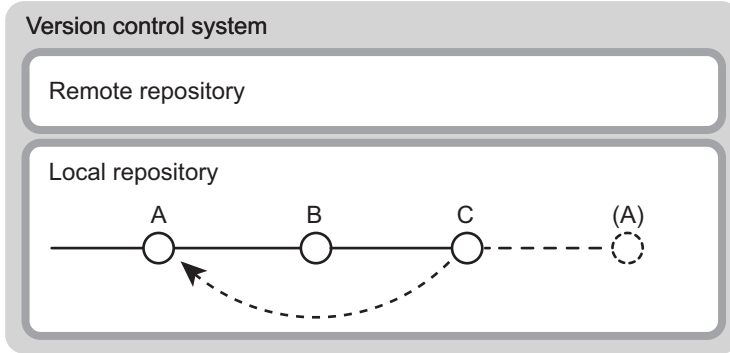 Version control system
Remote repository
Local repository
A B C (A)